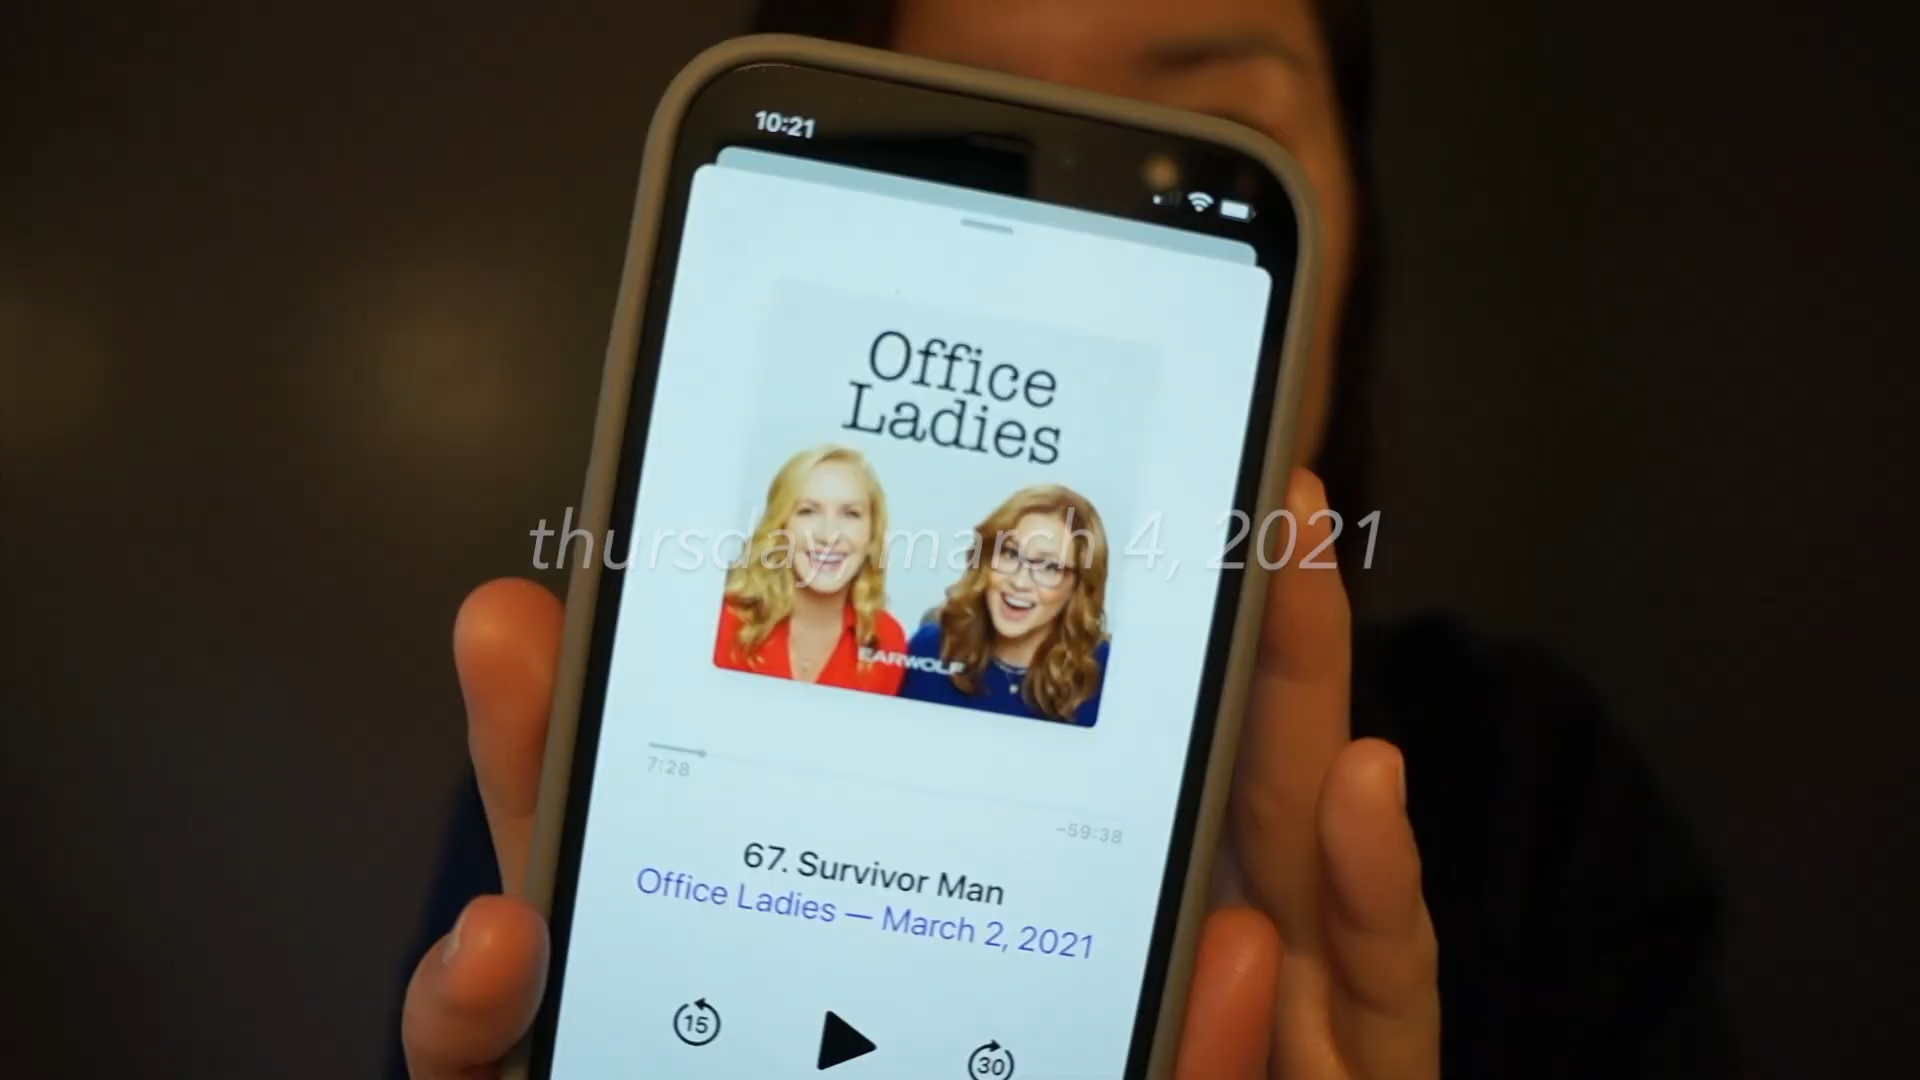 10:21
Office
Ladies
thursday, march 4, 2021
EARWOLF
7:28
-59:38
67. Survivor Man
Office Ladies — March 2, 2021
15
30